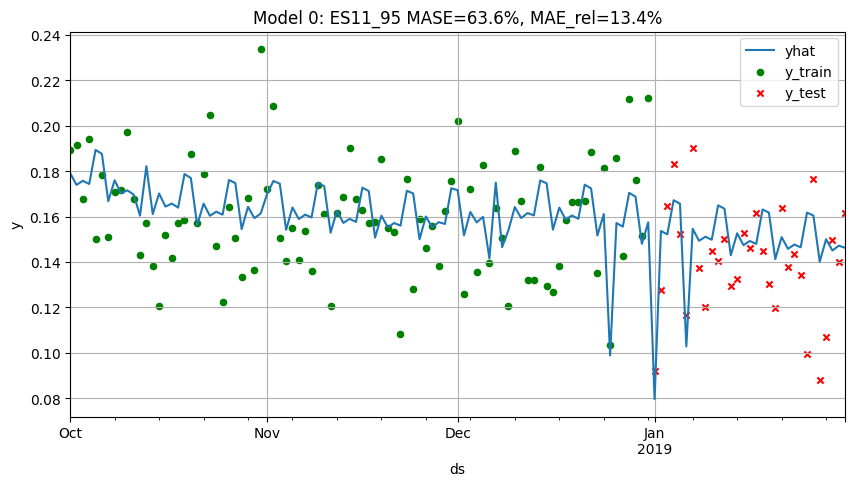 Model 0: ES11_95 MASE=63.6%, MAE_rel=13.4%
yhat
y_train
y_test
0.24
0.22
0.20
0.18
0.16
0.14
0.12
0.10
0.08
y
Oct
Nov
Dec
Jan
2019
ds